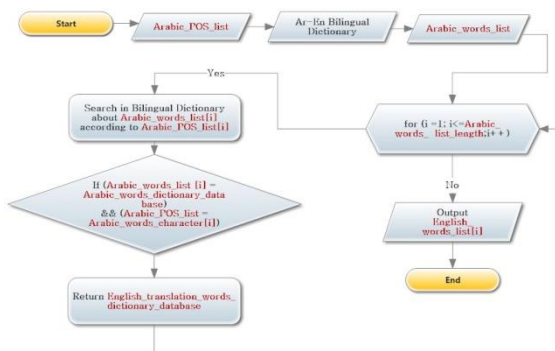 Start
Arabic_POS_list
Ar-En Bilingual
Dictionary
Arabic_words_list
Yes
Search in Bilingual Dictionary
about Arabic_words_list[i]
according to Arabic_POS_list[i]
for (i =1; i<=Arabic_
words_ list_length;i++ )
If (Arabic_words_list [i] =
Arabic_words_dictionary_data
base)
&& (Arabic_POS_list =
Arabic_words_character[i])
No
Output
English_
words_list[i]
End
Return English_translation_words_
dictionary_database